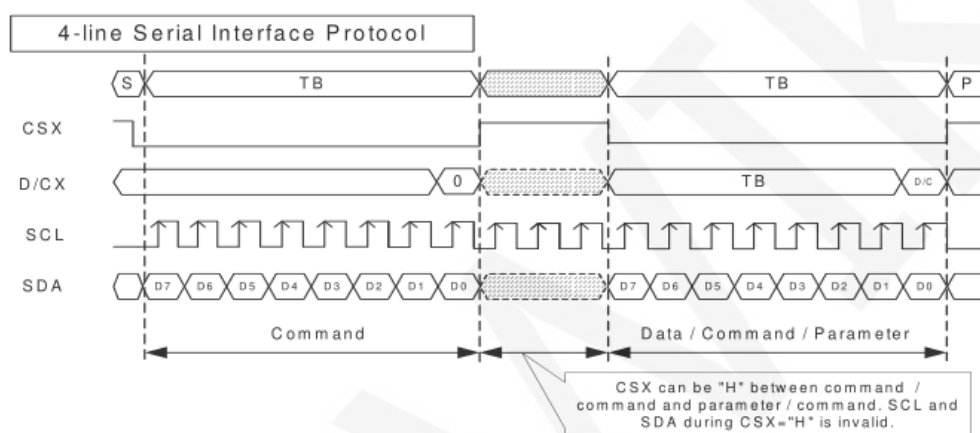 4-line Serial Interface Protocol
S TB TB P
CSX
D/CX 0 TB D/C
SCL
SDA D7 D6 D5 D4 D3 D2 D1 D0 D7 D6 D5 D4 D3 D2 D1 D0
Command Data / Command / Parameter
CSX can be "H" between command /
command and parameter / command. SCL and
SDA during CSX="H" is invalid.